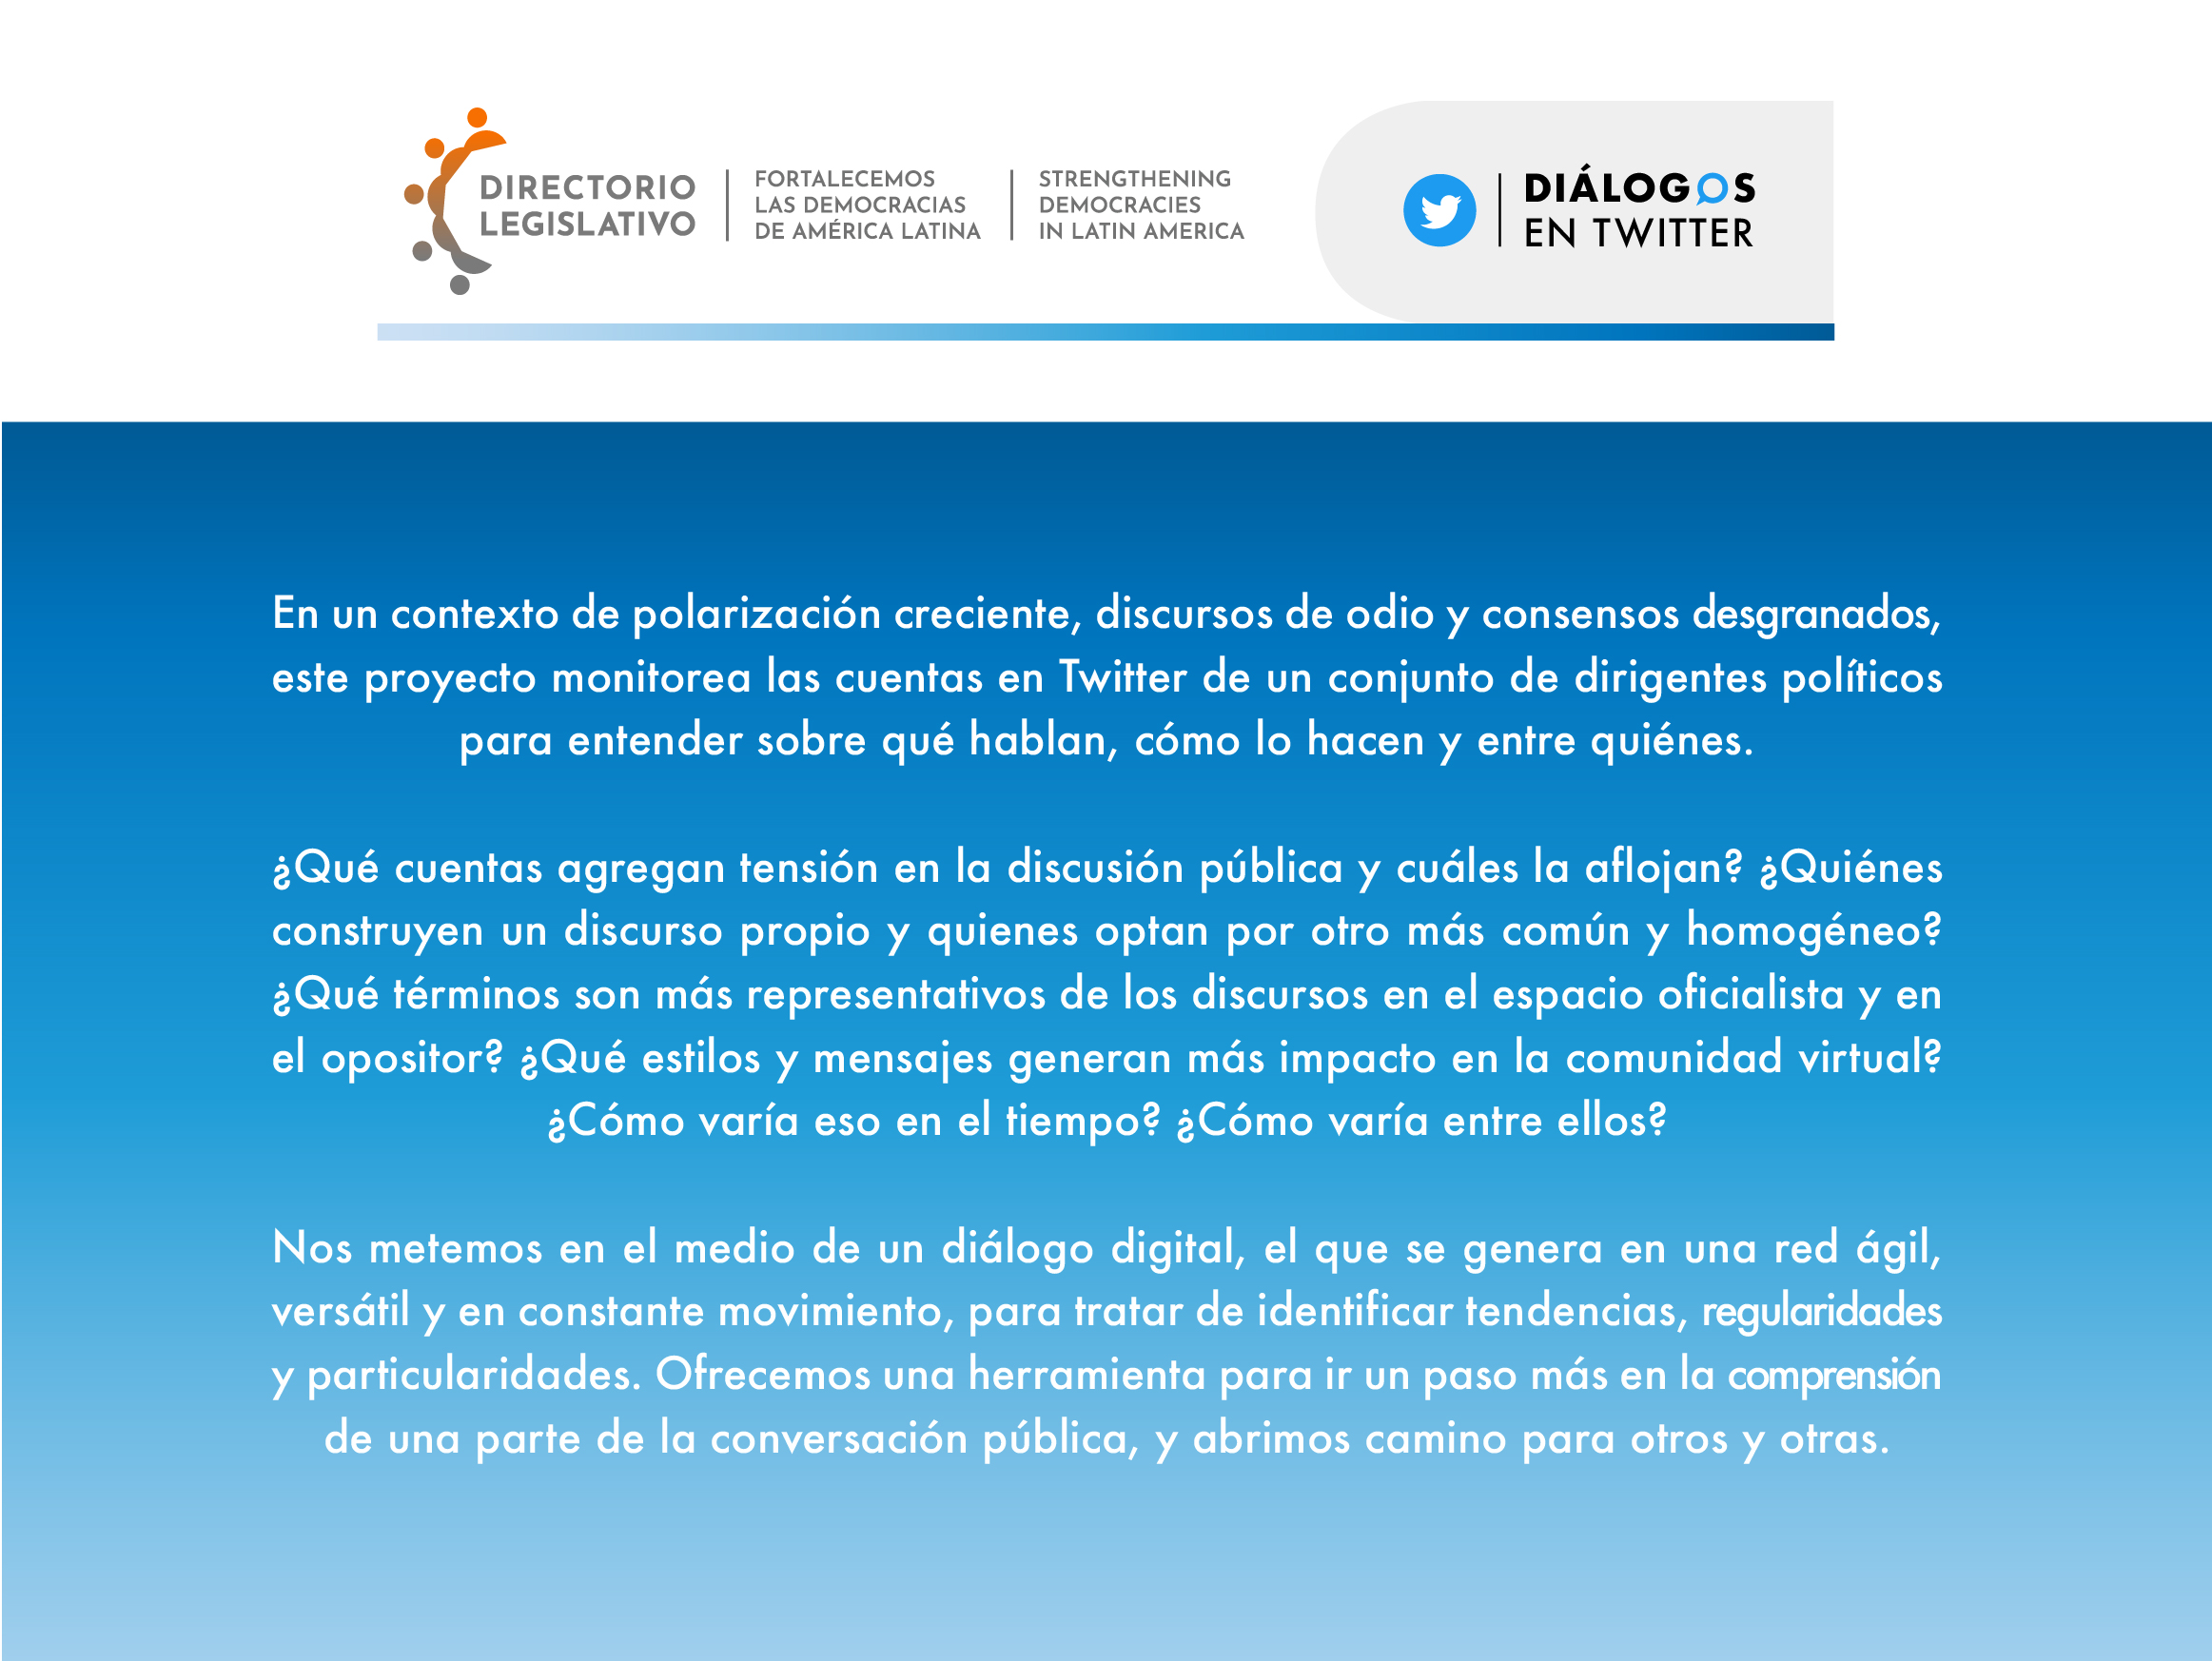 DIRECTORIO
LEGISLATIVO
FORTALECEMOS
LAS DEMOCRACIAS
DE AMÉRICA LATINA
STRENGTHENING
DEMOCRACIES
IN LATIN AMERICA
DIÁLOGOS
EN TWITTER
En un contexto de polarización creciente, discursos de odio y consensos desgranados,
este proyecto monitorea las cuentas en Twitter de un conjunto de dirigentes políticos
para entender sobre qué hablan, cómo lo hacen y entre quiénes.
¿Qué cuentas agregan tensión en la discusión pública y cuáles la aflojan? ¿Quiénes
construyen un discurso propio y quienes optan por otro más común y homogéneo?
¿Qué términos son más representativos de los discursos en el espacio oficialista y en
el opositor? ¿Qué estilos y mensajes generan más impacto en la comunidad virtual?
¿Cómo varía eso en el tiempo? ¿Cómo varía entre ellos?
Nos metemos en el medio de un diálogo digital, el que se genera en una red ágil,
versátil y en constante movimiento, para tratar de identificar tendencias, regularidades
y particularidades. Ofrecemos una herramienta para ir un paso más en la comprensión
de una parte de la conversación pública, y abrimos camino para otros y otras.